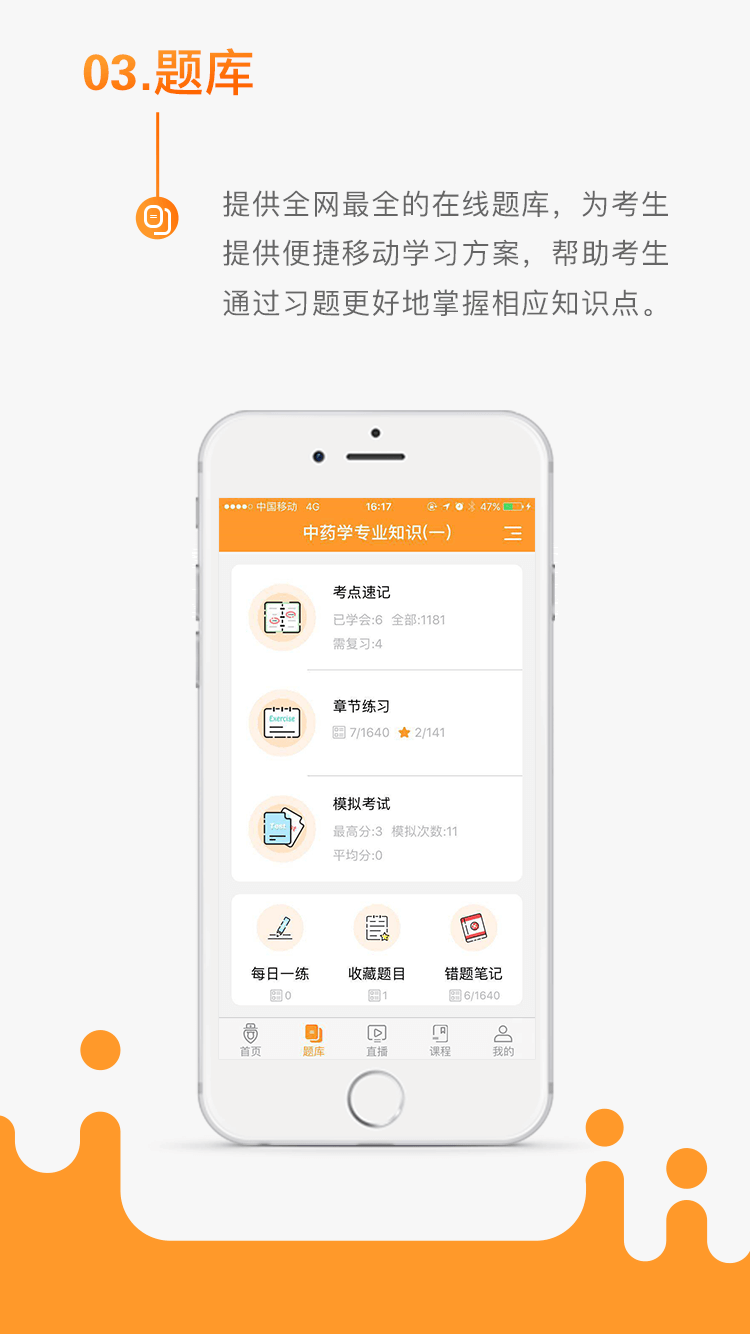 03.题库
提供全网最全的在线题库，为考生
提供便捷移动学习方案，帮助考生
通过习题更好地掌握相应知识点。
中国移动 4G 16:17 47%
中药学专业知识(一)
考点速记
已学会:6 全部:1181
需复习:4
Exercise
章节练习
7/1640 2/141
Test
模拟考试
最高分:3 模拟次数:11
平均分:0
每日一练 收藏题目 错题笔记
0 1 6/1640
首页 题库 直播 课程 我的